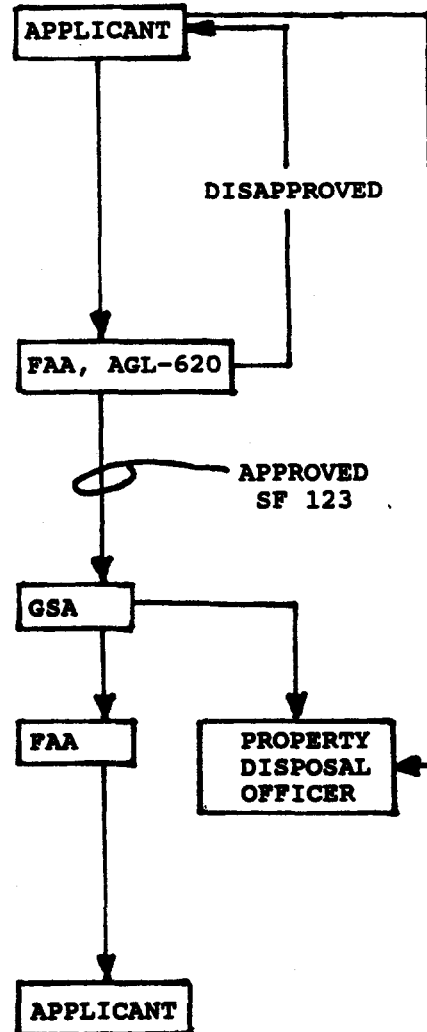 APPLICANT
DISAPPROVED
FAA, AGL-620
APPROVED
SF 123
GSA
FAA
PROPERTY
DISPOSAL
OFFICER
APPLICANT